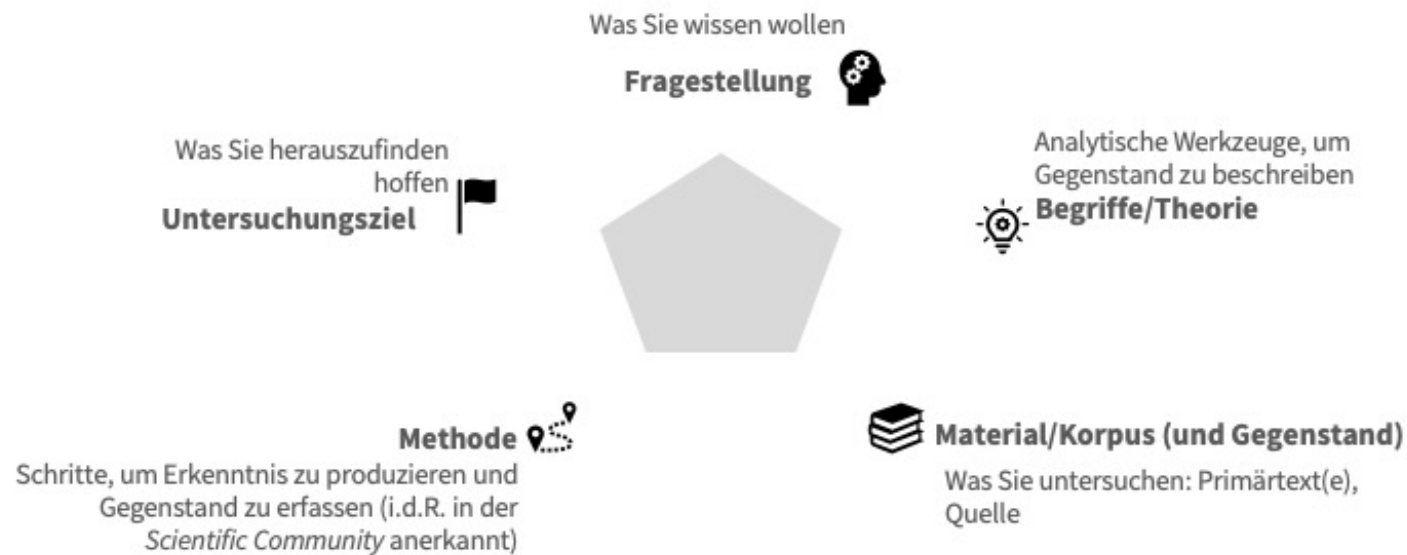 Was Sie wissen wollen
Fragestellung
Was Sie herauszufinden
hoffen
Untersuchungsziel
Analytische Werkzeuge, um
Gegenstand zu beschreiben
Begriffe/Theorie
Methode
Schritte, um Erkenntnis zu produzieren und
Gegenstand zu erfassen (i.d.R. in der
Scientific Community anerkannt)
Material/Korpus (und Gegenstand)
Was Sie untersuchen: Primärtext(e),
Quelle